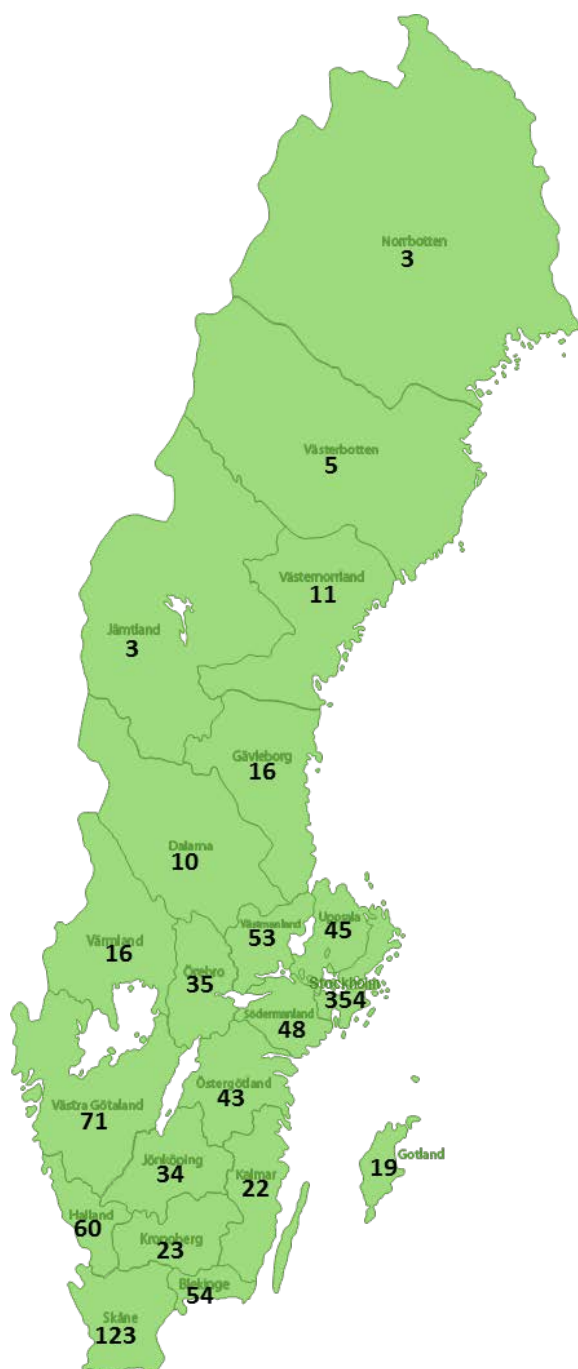 Norrbotten
3
Västerbotten
5
Västernorrland
11
Jämtland
3
Gävleborg
16
Dalarna
10
Uppsala
45
Västmanland
53
Värmland
16
Örebro
35
Stockholm
354
Södermanland
48
Östergötland
43
Västra Götaland
71
Gotland
19
Jönköping
34
Kalmar
22
Halland
60
Kronoberg
23
Blekinge
54
Skåne
123